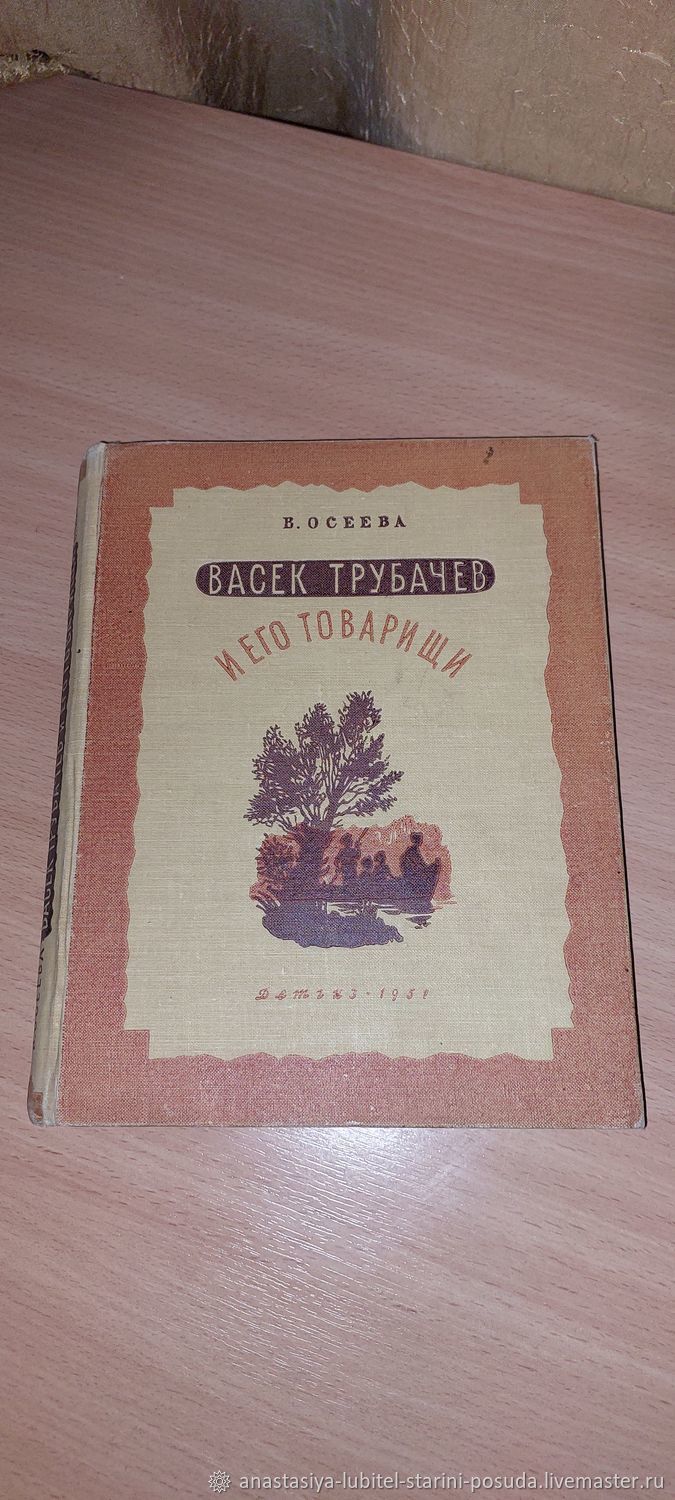 В. ОСЕЕВА
ВАСЕК ТРУБАЧЕВ
И ЕГО ТОВАРИЩИ
Детгиз · 1951
anastasiya-lubitel-starini-posuda.livemaster.ru